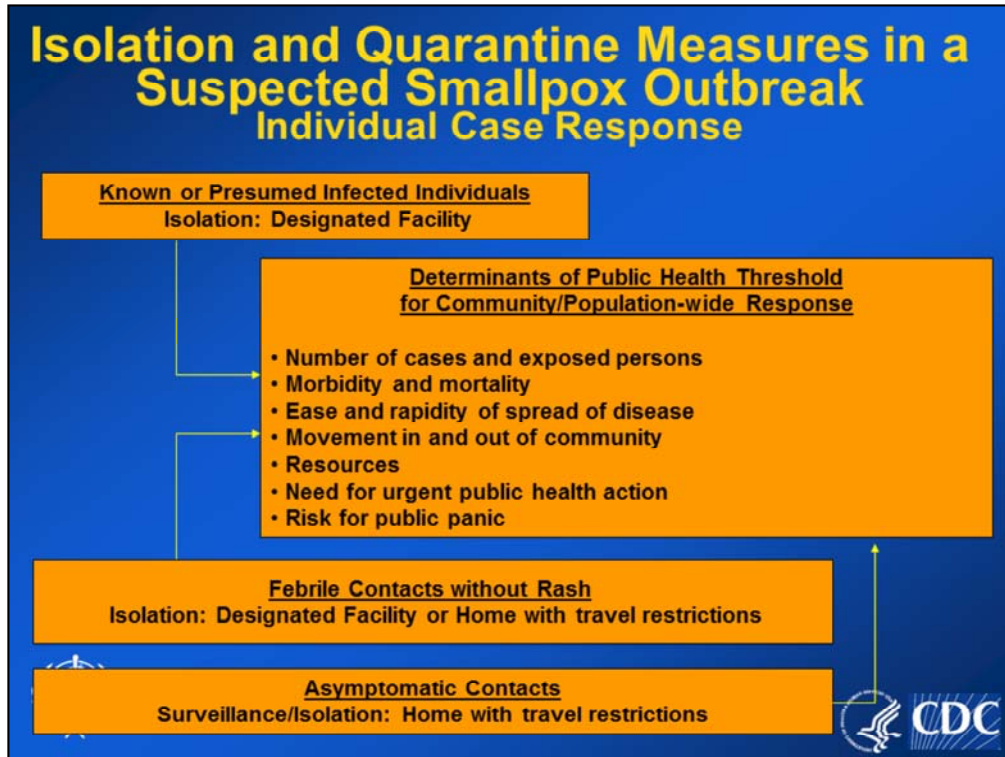 Isolation and Quarantine Measures in a
Suspected Smallpox Outbreak
Individual Case Response
Known or Presumed Infected Individuals
Isolation: Designated Facility
Determinants of Public Health Threshold
for Community/Population-wide Response
• Number of cases and exposed persons
• Morbidity and mortality
• Ease and rapidity of spread of disease
• Movement in and out of community
• Resources
• Need for urgent public health action
• Risk for public panic
Febrile Contacts without Rash
Isolation: Designated Facility or Home with travel restrictions
Asymptomatic Contacts
Surveillance/Isolation: Home with travel restrictions
CDC